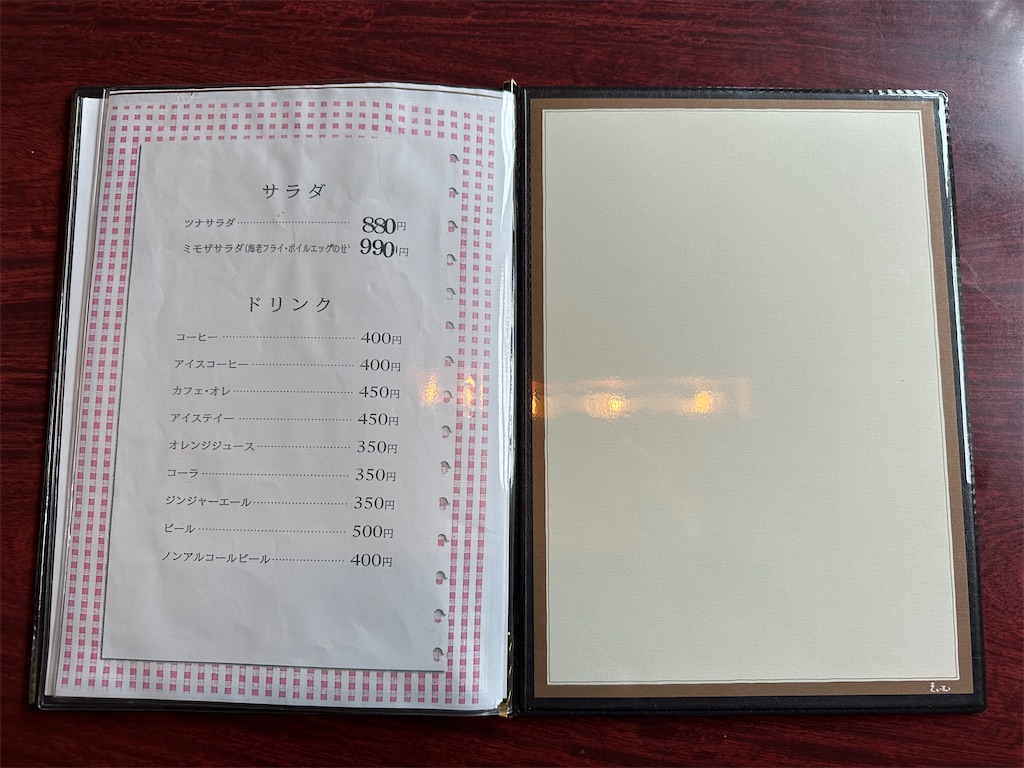 サラダ
ツナサラダ 880円
ミモザサラダ(海老フライ・ボイルエッグのせ) 990円
ドリンク
コーヒー 400円
アイスコーヒー 400円
カフェ・オレ 450円
アイステイー 450円
オレンジジュース 350円
コーラ 350円
ジンジャーエール 350円
ビール 500円
ノンアルコールビール 400円